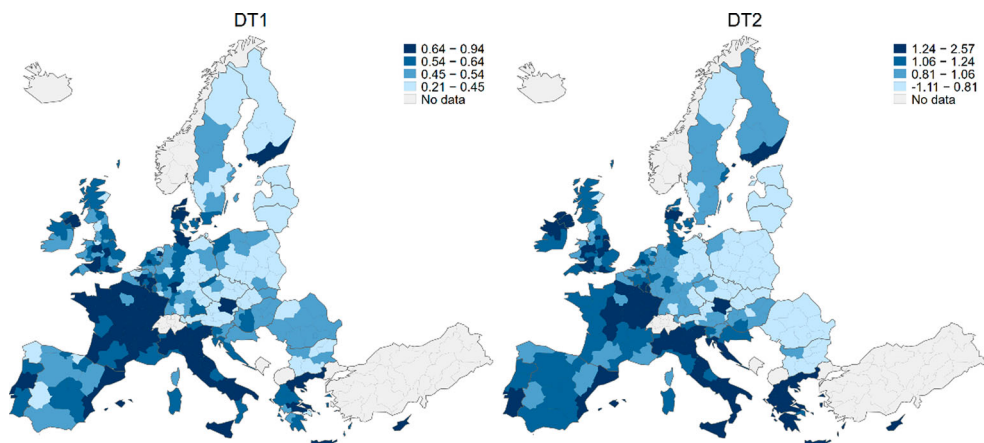 DT1
0.64 – 0.94
0.54 – 0.64
0.45 – 0.54
0.21 – 0.45
No data
DT2
1.24 – 2.57
1.06 – 1.24
0.81 – 1.06
-1.11 – 0.81
No data